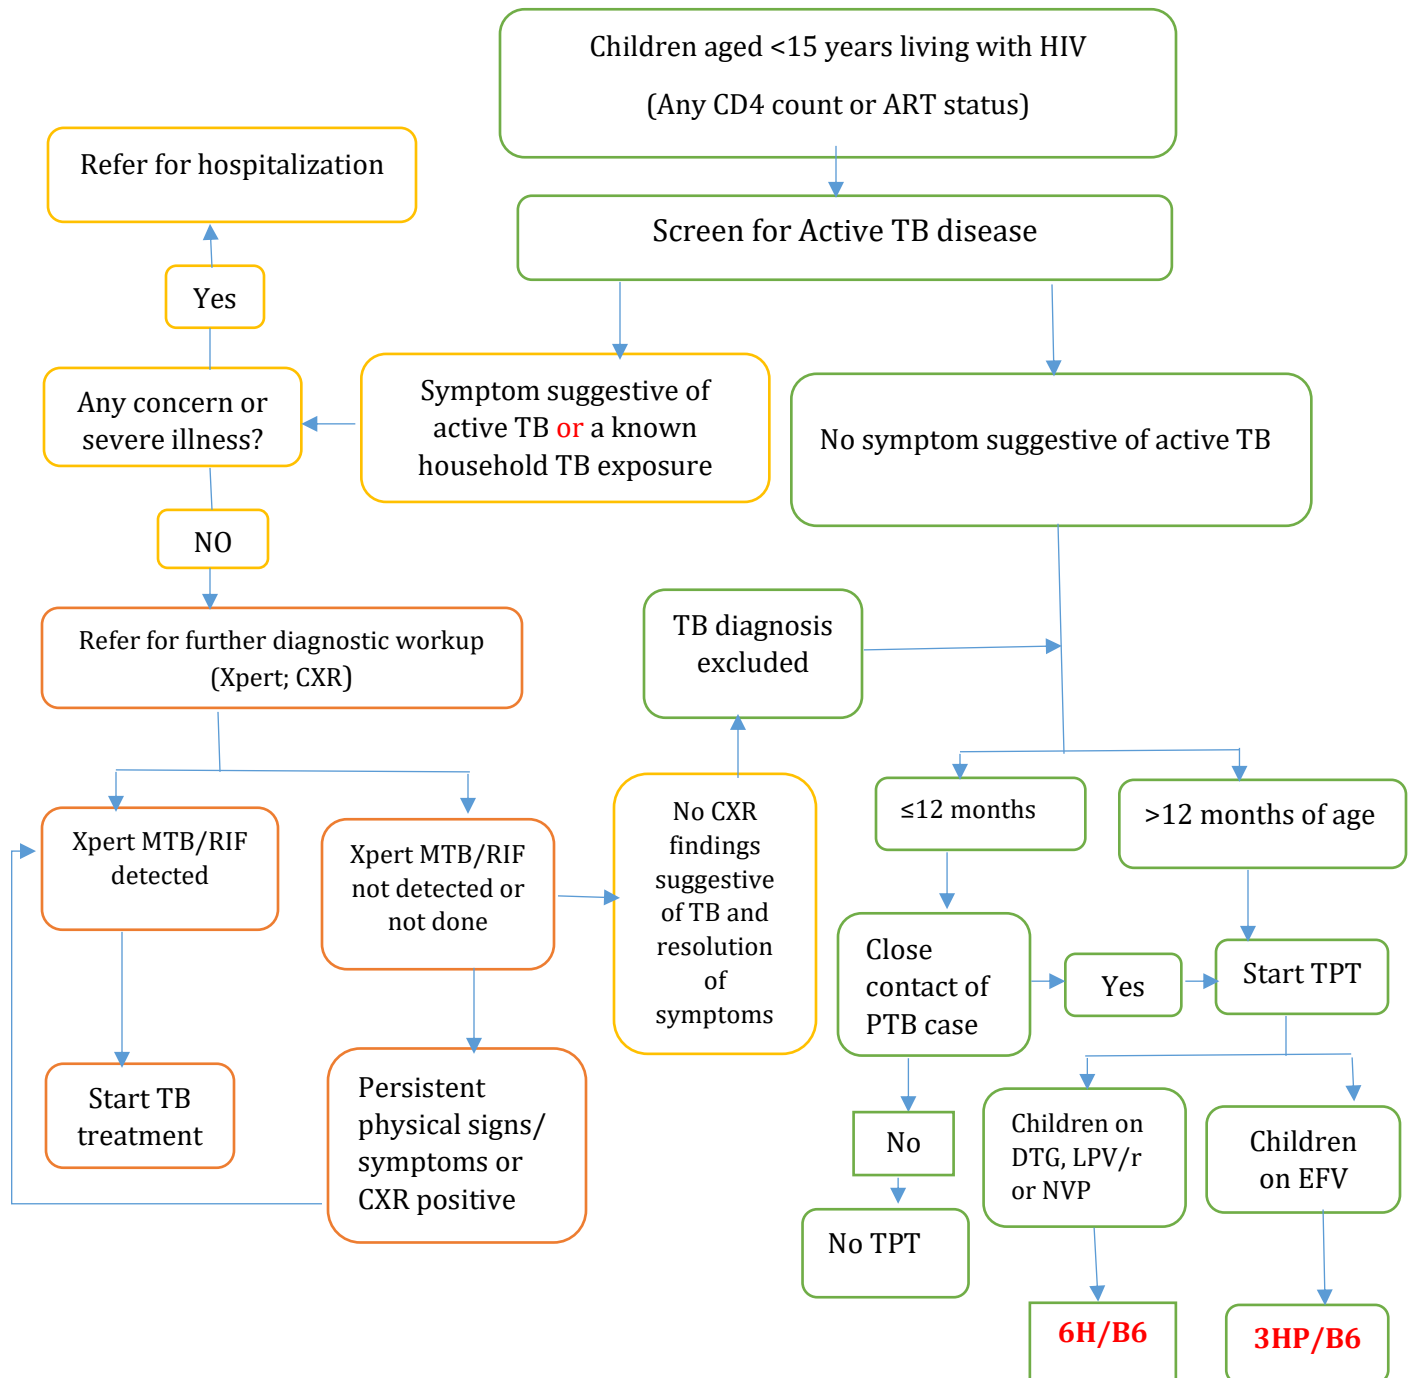 Children aged <15 years living with HIV
(Any CD4 count or ART status)
Refer for hospitalization
Screen for Active TB disease
Yes
Any concern or
severe illness?
Symptom suggestive of
active TB or a known
household TB exposure
No symptom suggestive of active TB
NO
Refer for further diagnostic workup
(Xpert; CXR)
TB diagnosis
excluded
Xpert MTB/RIF
detected
Xpert MTB/RIF
not detected or
not done
No CXR
findings
suggestive
of TB and
resolution
of
symptoms
≤12 months
>12 months of age
Close
contact of
PTB case
Yes
Start TPT
Start TB
treatment
Persistent
physical signs/
symptoms or
CXR positive
No
No TPT
Children on
DTG, LPV/r
or NVP
Children
on EFV
6H/B6
3HP/B6